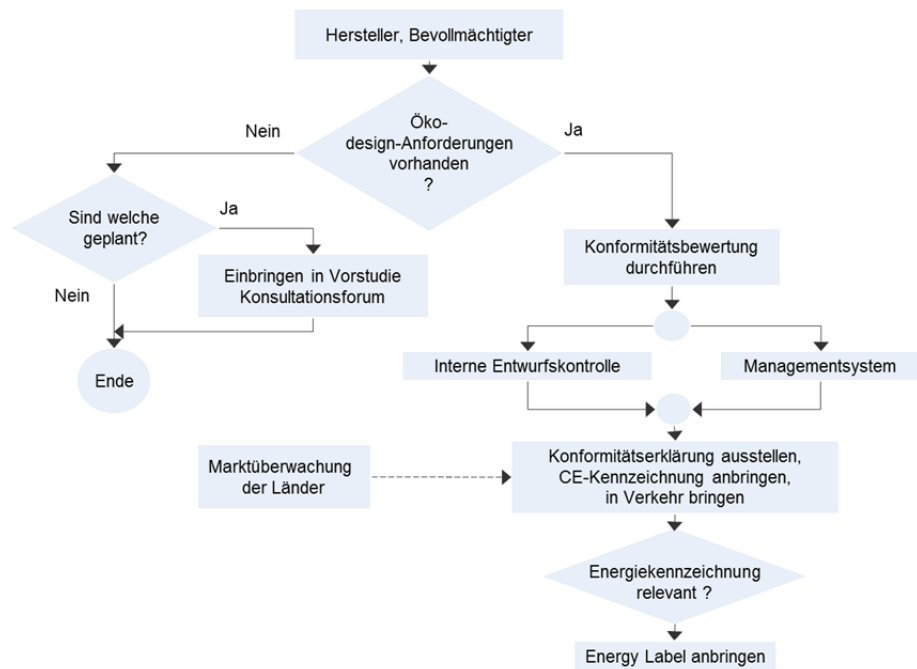 Hersteller, Bevollmächtigter
Öko-
design-Anforderungen
vorhanden
?
Nein
Ja
Sind welche
geplant?
Ja
Nein
Einbringen in Vorstudie
Konsultationsforum
Ende
Konformitätsbewertung
durchführen
Interne Entwurfskontrolle
Managementsystem
Marktüberwachung
der Länder
Konformitätserklärung ausstellen,
CE-Kennzeichnung anbringen,
in Verkehr bringen
Energiekennzeichnung
relevant ?
Energy Label anbringen